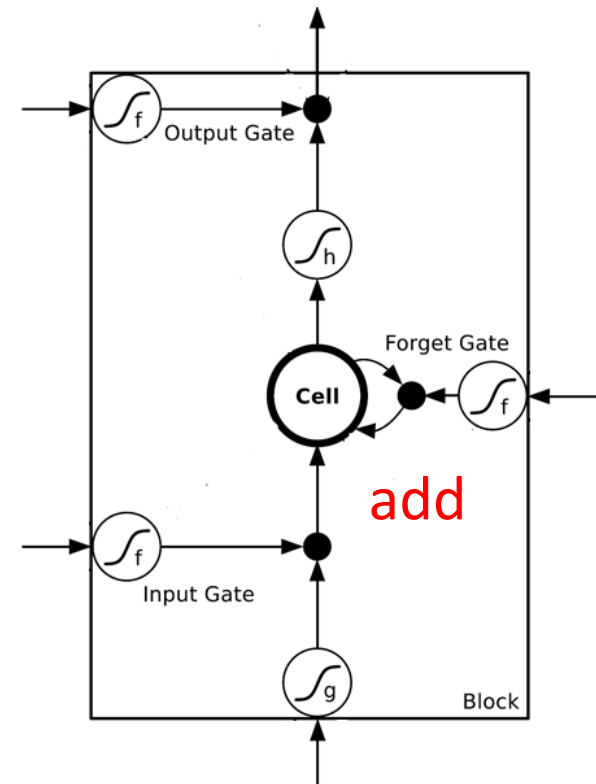 f
Output Gate
h
Forget Gate
Cell
f
add
f
Input Gate
g
Block